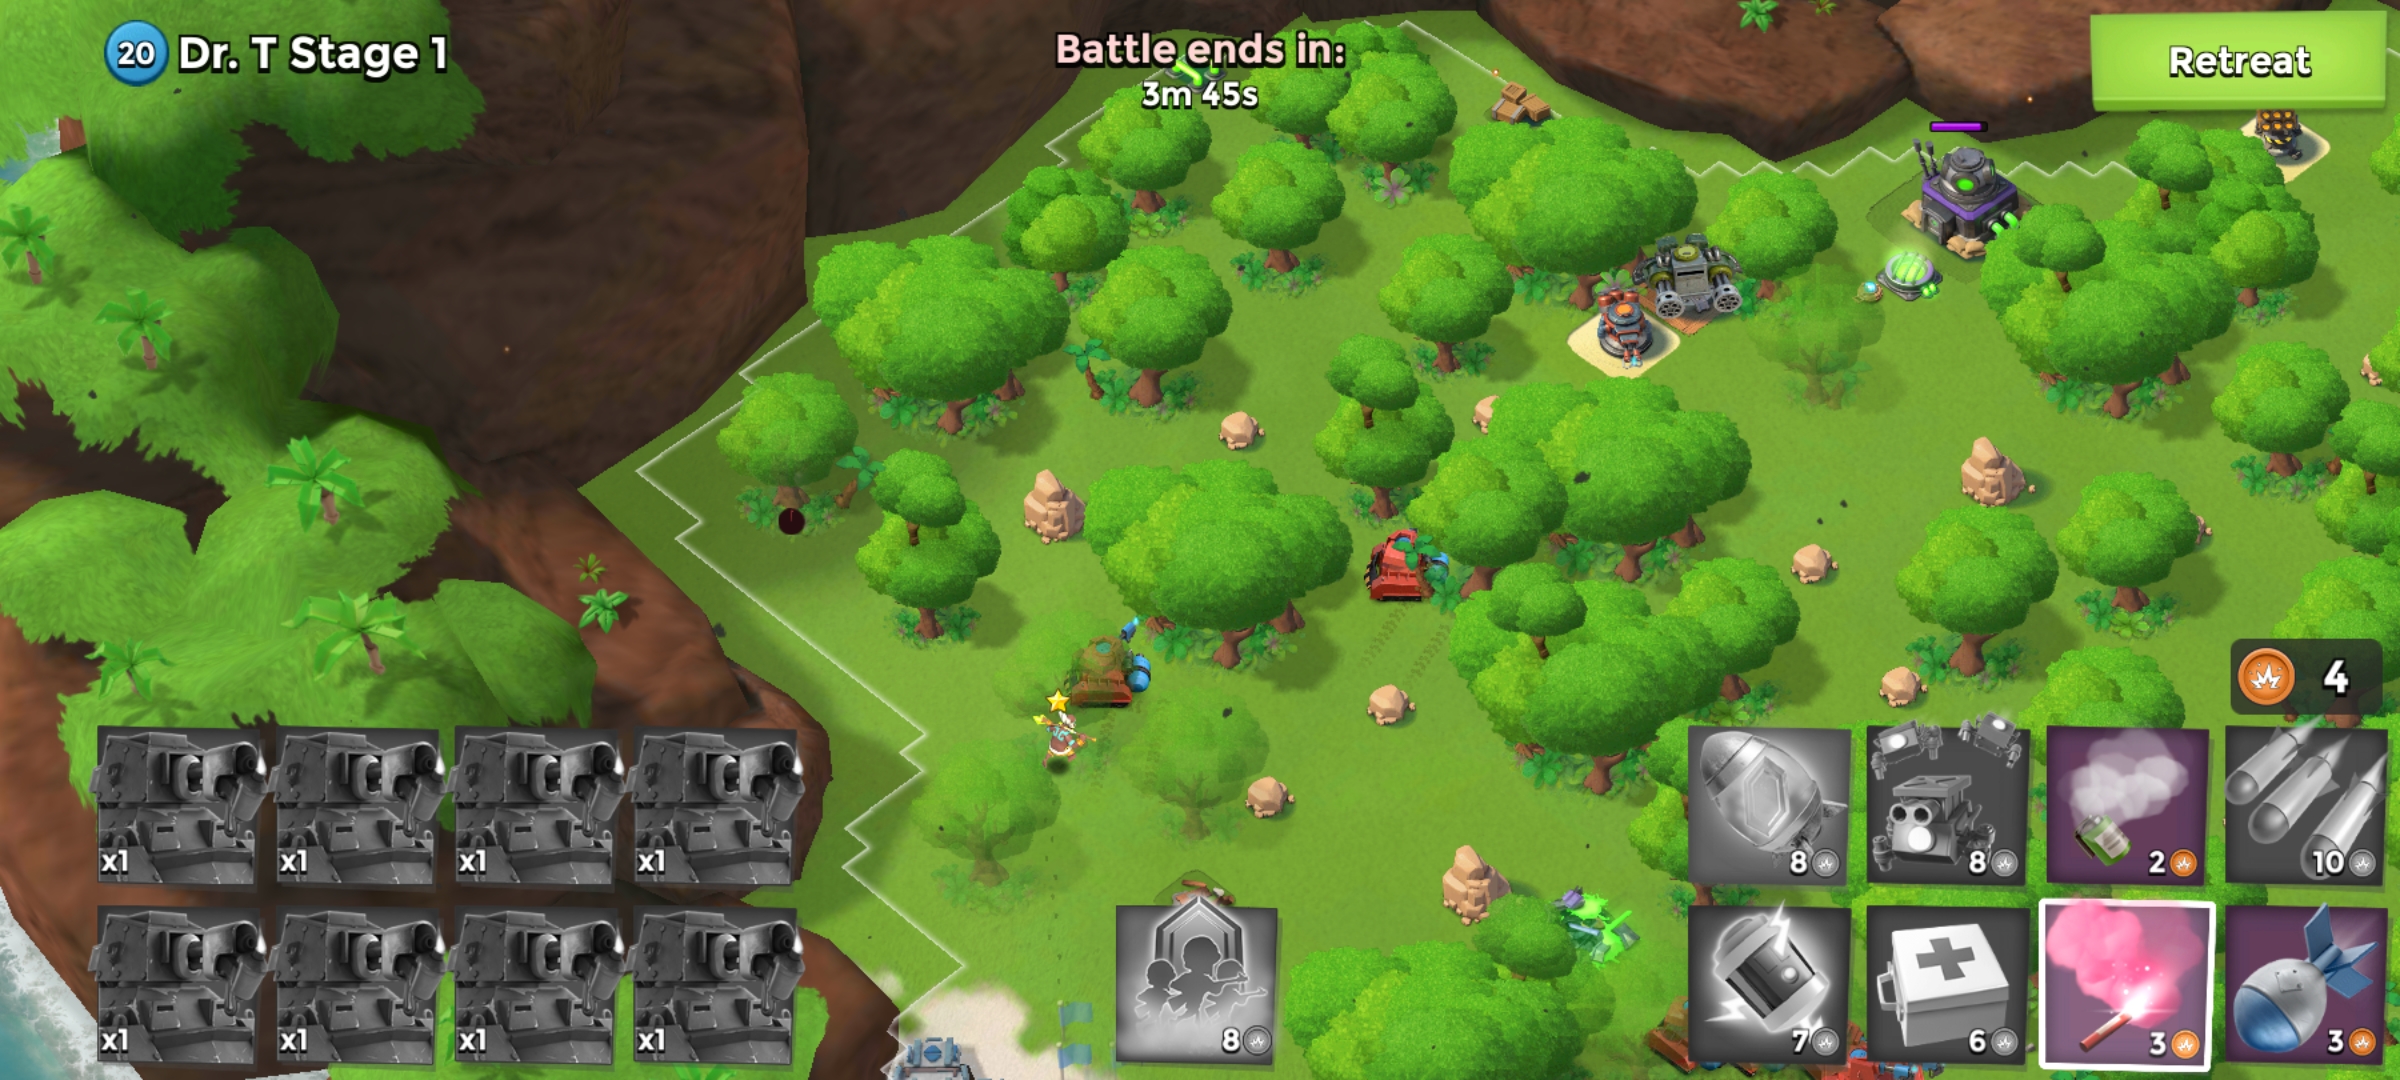 20 Dr. T Stage 1
Battle ends in:
3m 45s
Retreat
4
x1 x1 x1 x1
8 8 2 10
x1 x1 x1 x1
8
7 6 3 3